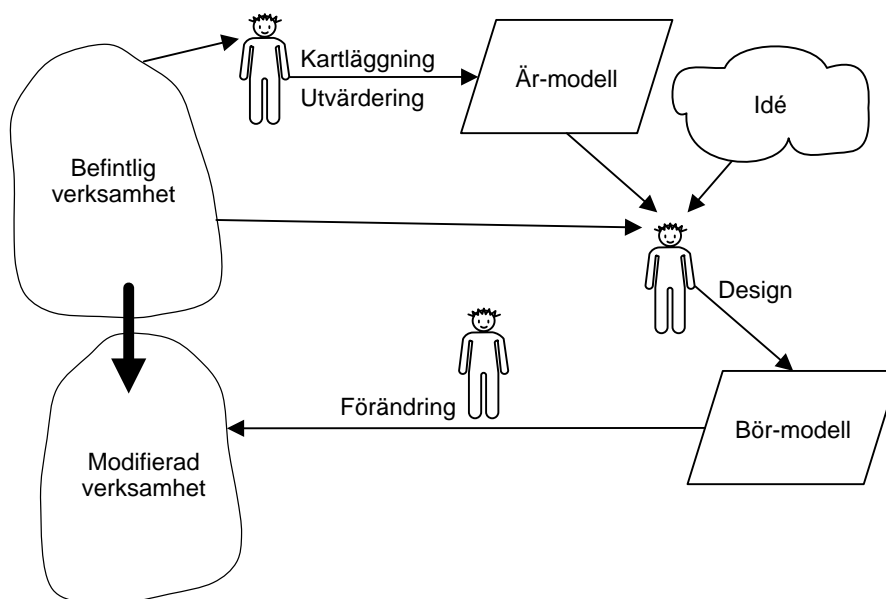 Kartläggning
Utvärdering
Är-modell
Idé
Befintlig
verksamhet
Design
Förändring
Bör-modell
Modifierad
verksamhet